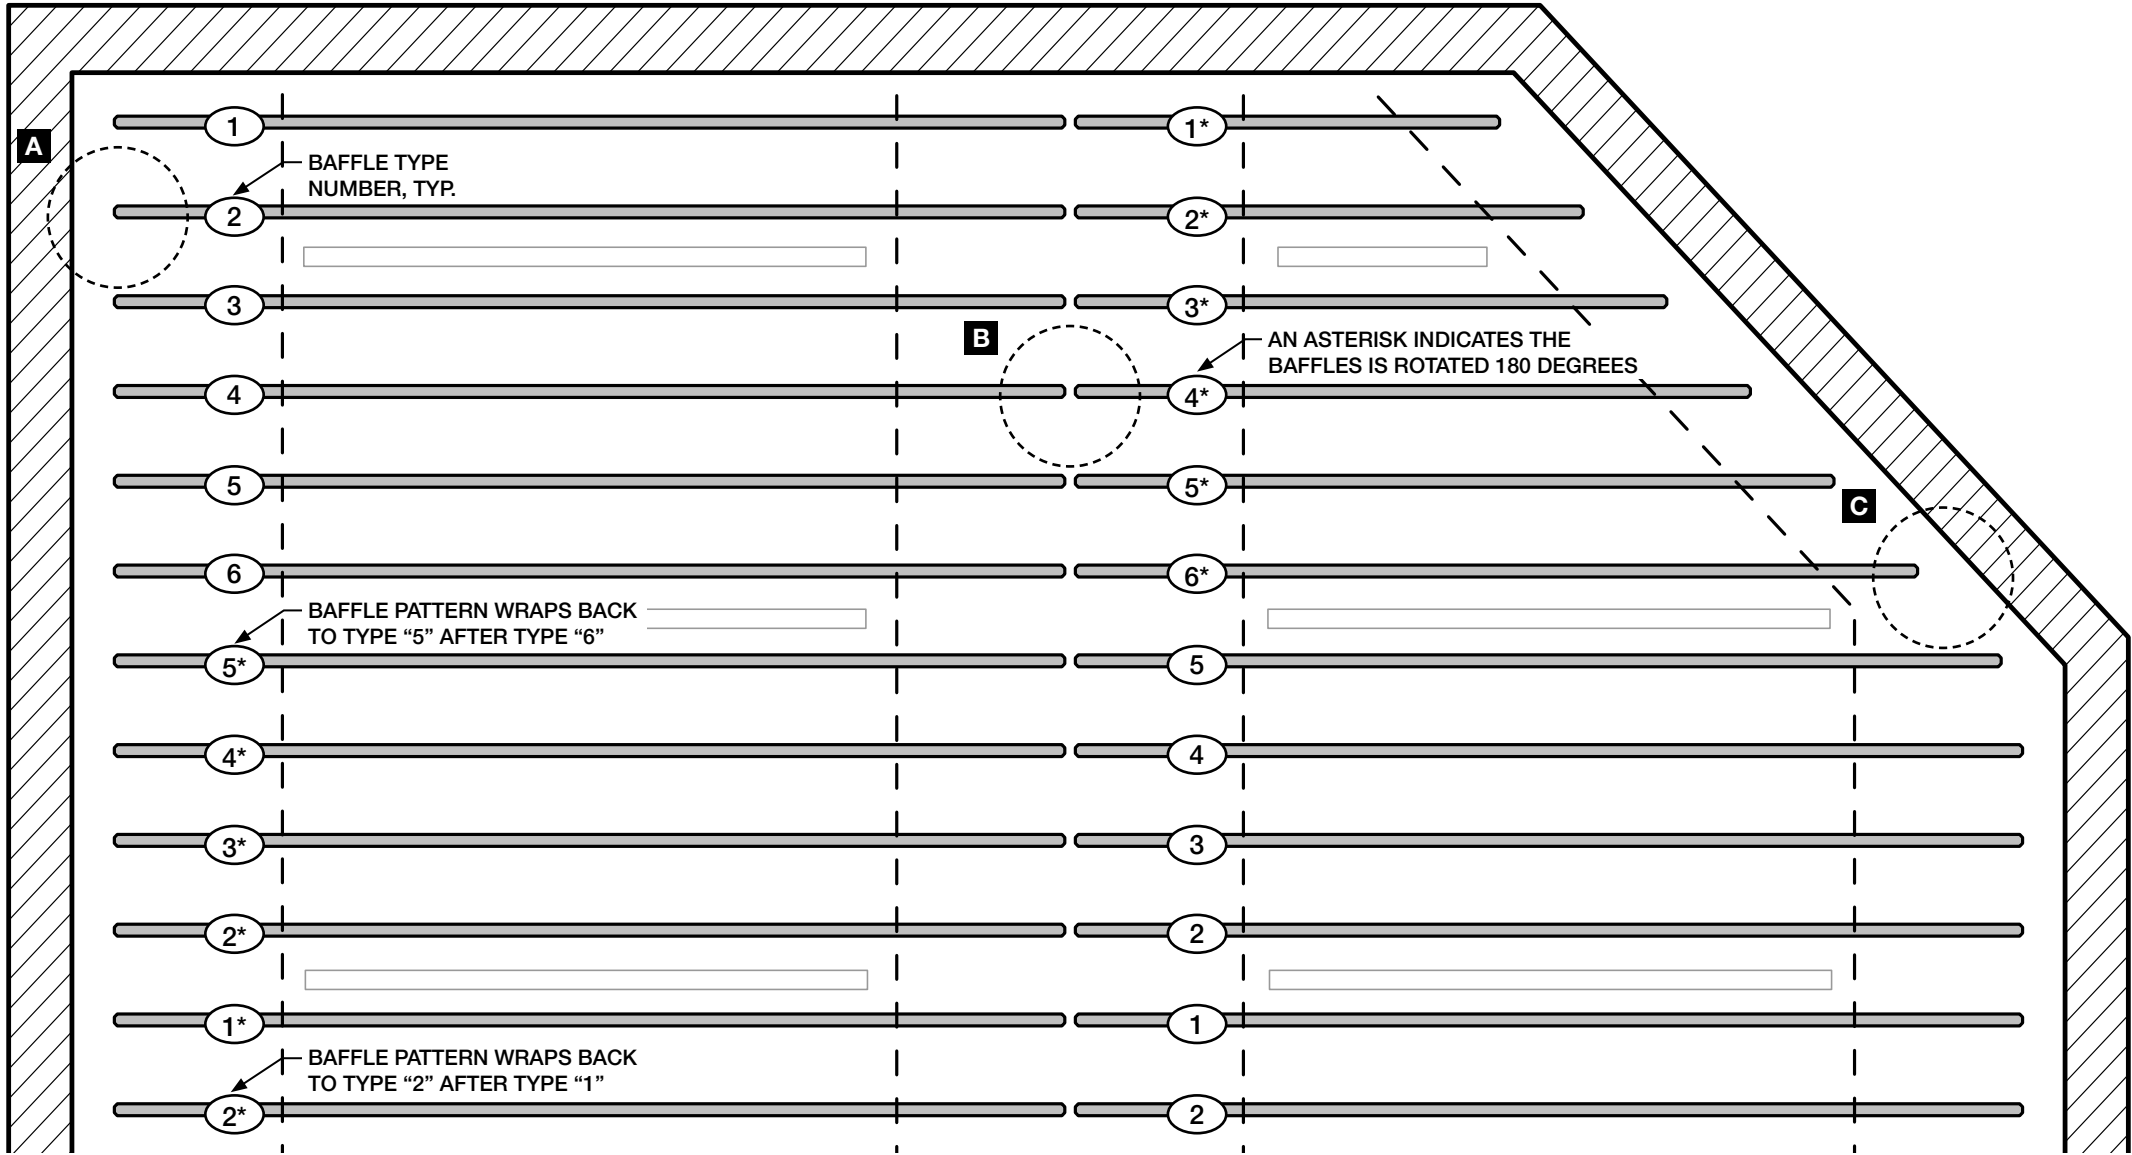 1
1*
A
BAFFLE TYPE
NUMBER, TYP.
2
2*
3
3*
B
AN ASTERISK INDICATES THE
BAFFLES IS ROTATED 180 DEGREES
4
4*
5
5*
C
6
6*
BAFFLE PATTERN WRAPS BACK
TO TYPE “5” AFTER TYPE “6”
5*
5
4*
4
3*
3
2*
2
1*
1
BAFFLE PATTERN WRAPS BACK
TO TYPE “2” AFTER TYPE “1”
2*
2